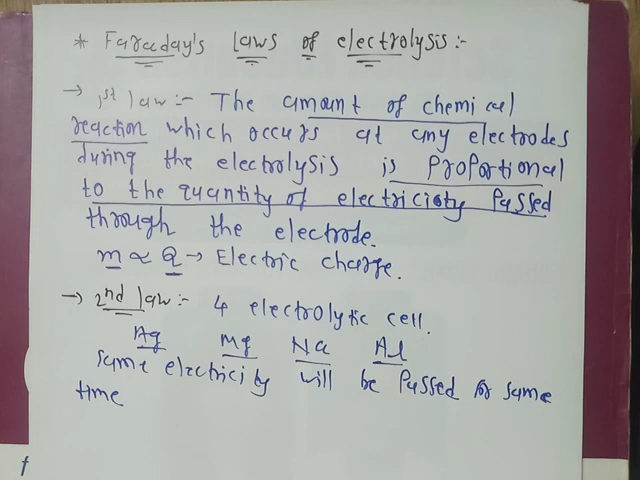 * Faraday's laws of electrolysis:-
→ 1st law:- The amount of chemical
reaction which occurs at any electrodes
during the electrolysis is proportional
to the quantity of electricioty passed
through the electrode.
m ∝ Q → Electric charge.
→ 2nd law:- 4 electrolytic cell.
Ag Mg Na Al
same electricity will be passed for same
time
f